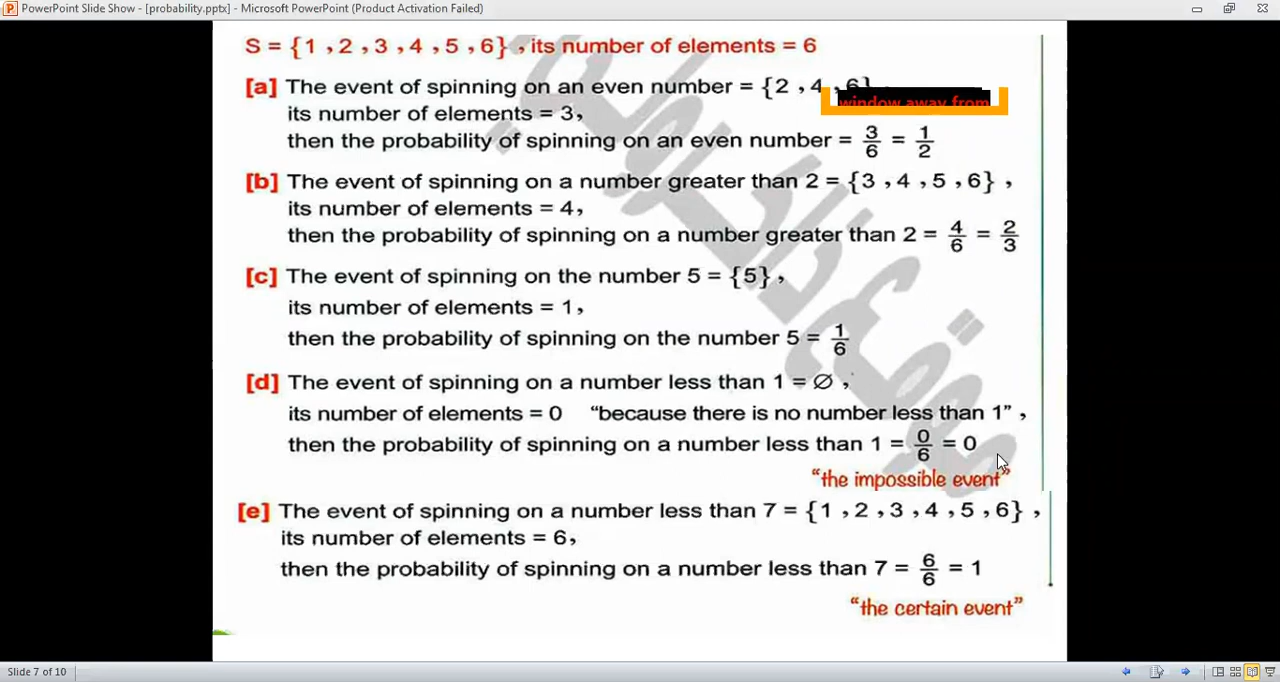 PowerPoint Slide Show - [probability.pptx] - Microsoft PowerPoint (Product Activation Failed)
S = {1 , 2 , 3 , 4 , 5 , 6} , its number of elements = 6
[a] The event of spinning on an even number = {2 , 4 , 6}
window away from
its number of elements = 3,
then the probability of spinning on an even number = 3/6 = 1/2
[b] The event of spinning on a number greater than 2 = {3 , 4 , 5 , 6} ,
its number of elements = 4,
then the probability of spinning on a number greater than 2 = 4/6 = 2/3
[c] The event of spinning on the number 5 = {5} ,
its number of elements = 1,
then the probability of spinning on the number 5 = 1/6
[d] The event of spinning on a number less than 1 = ∅ ,
its number of elements = 0 “because there is no number less than 1” ,
then the probability of spinning on a number less than 1 = 0/6 = 0
“the impossible event”
[e] The event of spinning on a number less than 7 = {1 , 2 , 3 , 4 , 5 , 6} ,
its number of elements = 6,
then the probability of spinning on a number less than 7 = 6/6 = 1
“the certain event”
Slide 7 of 10